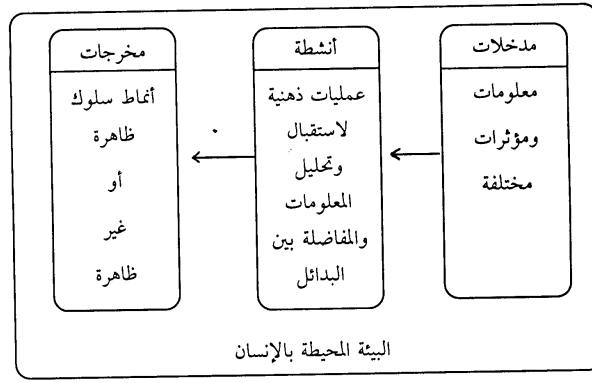 مدخلات
معلومات
ومؤثرات
مختلفة
أنشطة
عمليات ذهنية
لاستقبال
وتحليل
المعلومات
والمفاضلة بين
البدائل
مخرجات
أنماط سلوك
ظاهرة
أو
غير
ظاهرة
البيئة المحيطة بالإنسان